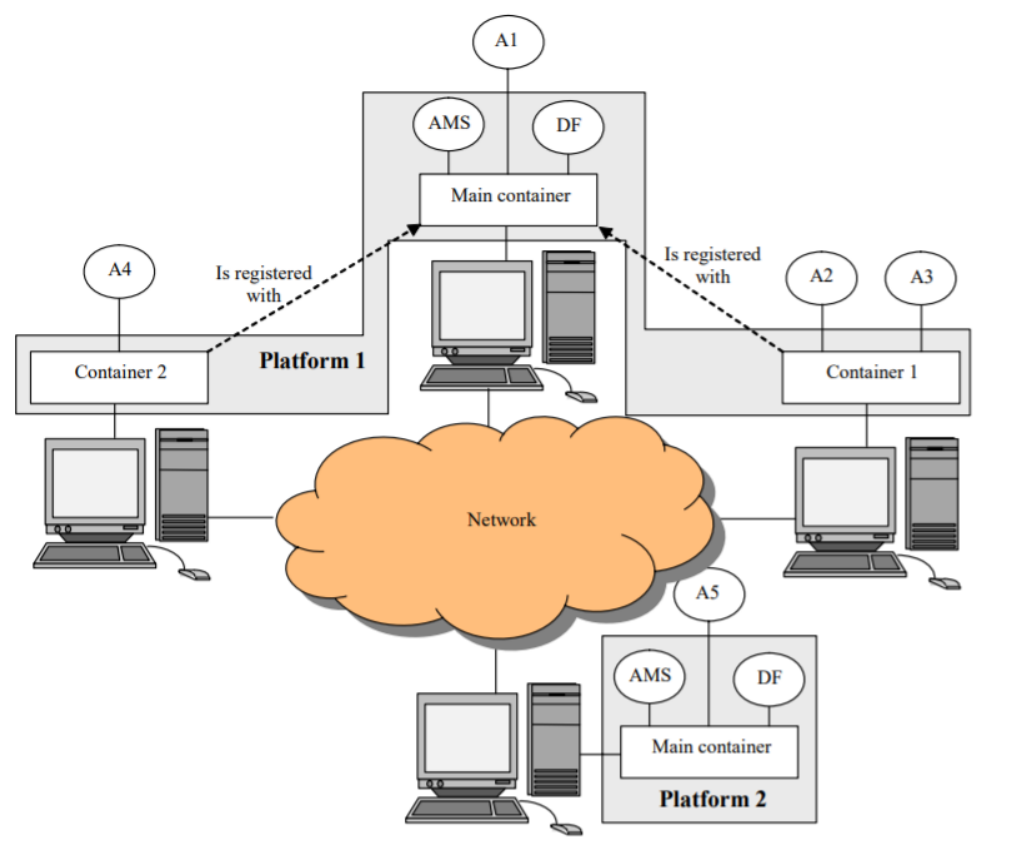 A1
AMS
DF
Main container
A4
Is registered
with
Is registered
with
A2
A3
Platform 1
Container 2
Container 1
Network
A5
AMS
DF
Main container
Platform 2